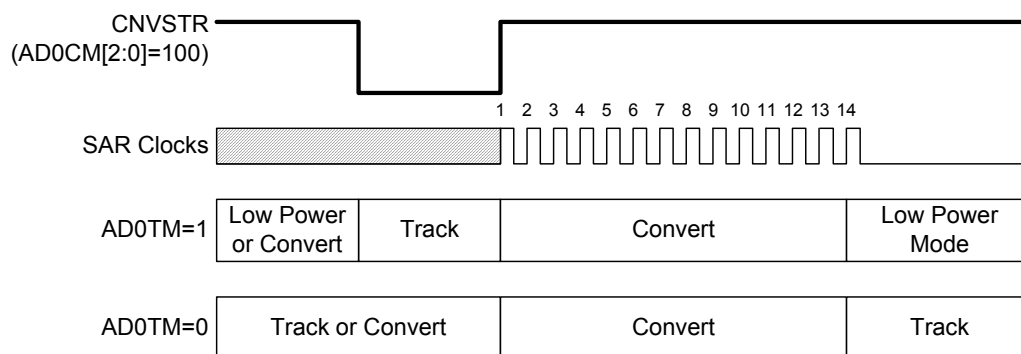 CNVSTR
(AD0CM[2:0]=100)
1 2 3 4 5 6 7 8 9 10 11 12 13 14
SAR Clocks
AD0TM=1
Low Power
or Convert
Track
Convert
Low Power
Mode
AD0TM=0
Track or Convert
Convert
Track